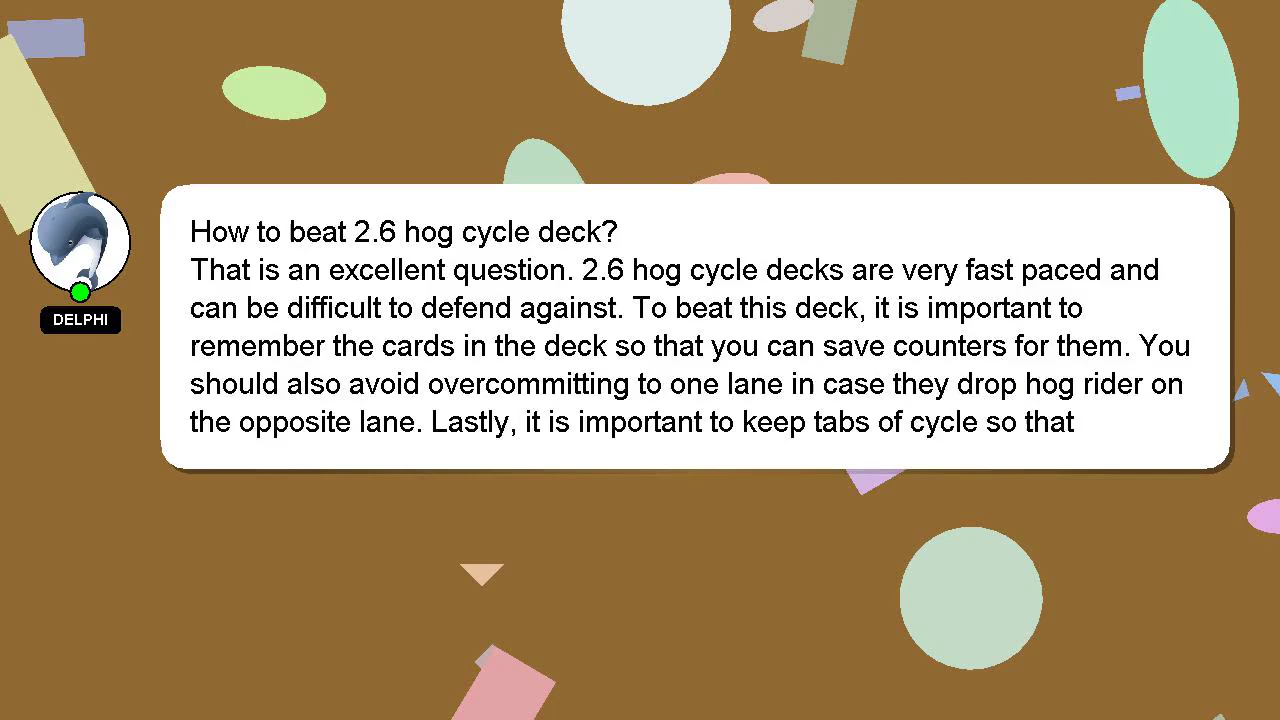 How to beat 2.6 hog cycle deck?
That is an excellent question. 2.6 hog cycle decks are very fast paced and
can be difficult to defend against. To beat this deck, it is important to
remember the cards in the deck so that you can save counters for them. You
should also avoid overcommitting to one lane in case they drop hog rider on
the opposite lane. Lastly, it is important to keep tabs of cycle so that
DELPHI